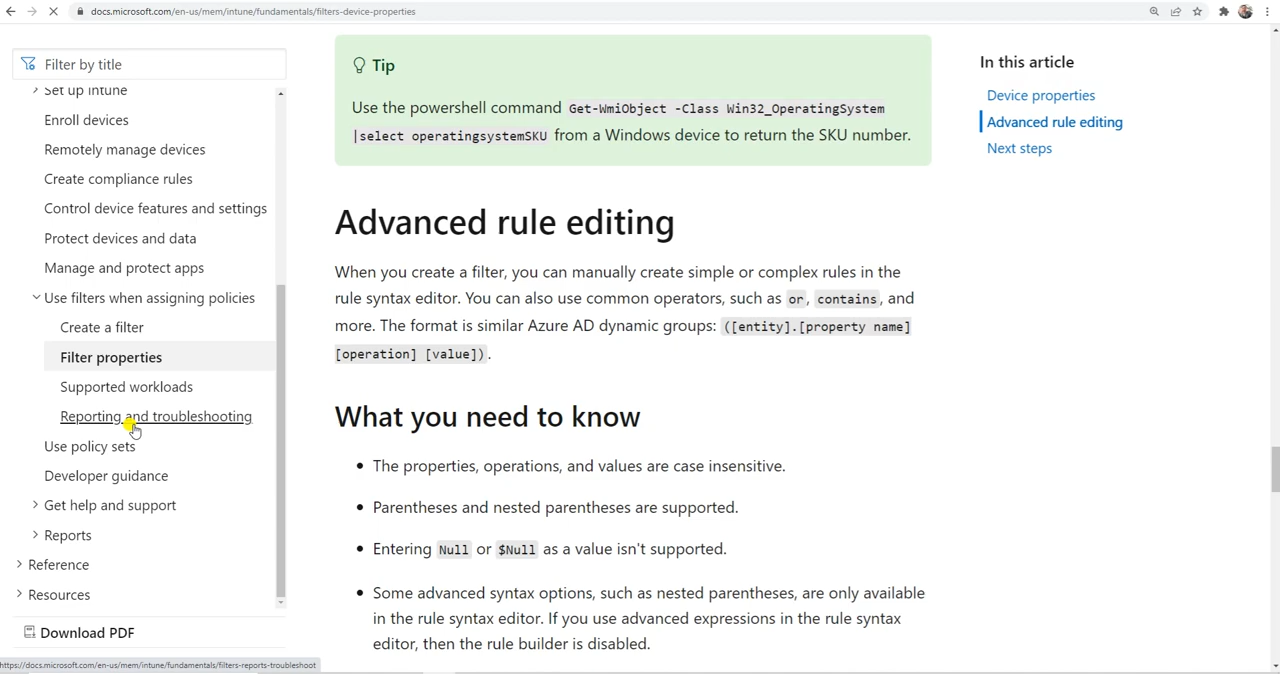 docs.microsoft.com/en-us/mem/intune/fundamentals/filters-device-properties
Filter by title
Set up Intune
Enroll devices
Remotely manage devices
Create compliance rules
Control device features and settings
Protect devices and data
Manage and protect apps
Use filters when assigning policies
Create a filter
Filter properties
Supported workloads
Reporting and troubleshooting
Use policy sets
Developer guidance
Get help and support
Reports
Reference
Resources
Download PDF
https://docs.microsoft.com/en-us/mem/intune/fundamentals/filters-reports-troubleshoot
Tip
Use the powershell command Get-WmiObject -Class Win32_OperatingSystem
|select operatingsystemSKU from a Windows device to return the SKU number.
Advanced rule editing
When you create a filter, you can manually create simple or complex rules in the
rule syntax editor. You can also use common operators, such as or, contains, and
more. The format is similar Azure AD dynamic groups: ([entity].[property name]
[operation] [value]).
What you need to know
• The properties, operations, and values are case insensitive.
• Parentheses and nested parentheses are supported.
• Entering Null or $Null as a value isn't supported.
• Some advanced syntax options, such as nested parentheses, are only available
in the rule syntax editor. If you use advanced expressions in the rule syntax
editor, then the rule builder is disabled.
In this article
Device properties
Advanced rule editing
Next steps